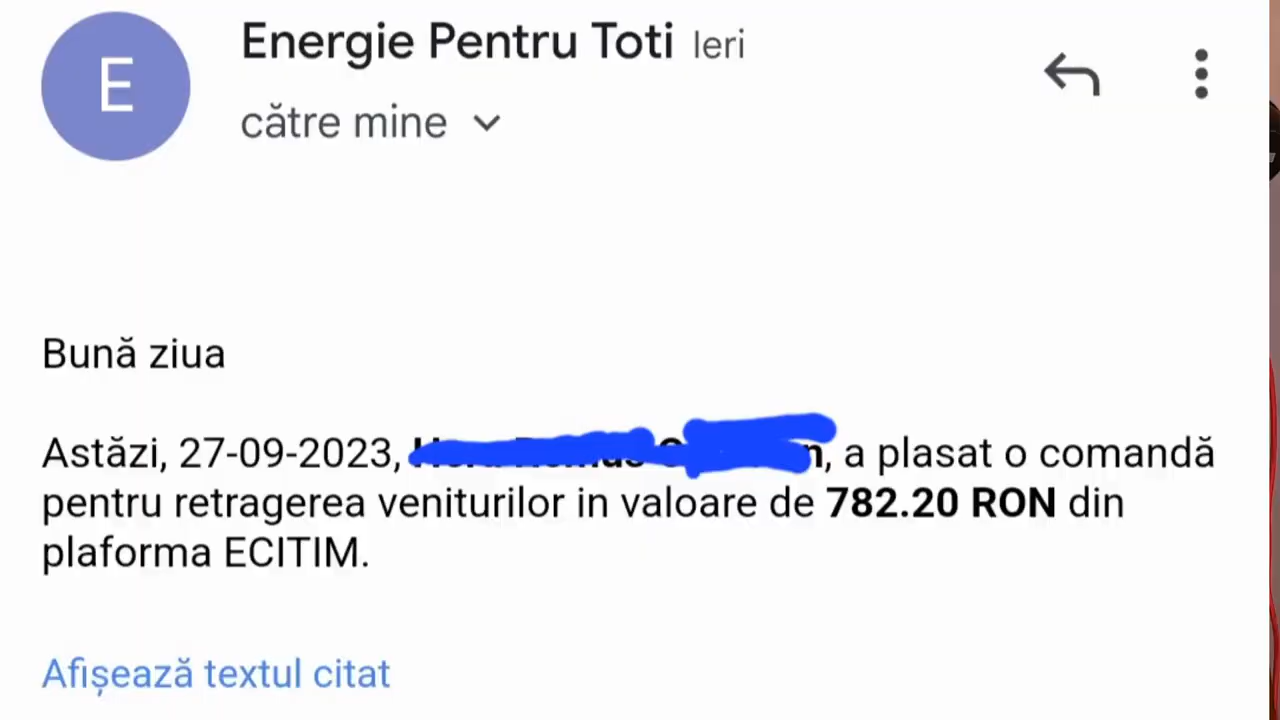 E
Energie Pentru Toti Ieri
către mine
Bună ziua
Astăzi, 27-09-2023, , a plasat o comandă
pentru retragerea veniturilor in valoare de 782.20 RON din
plaforma ECITIM.
Afișează textul citat